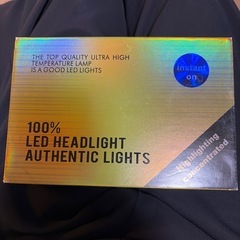 THE TOP QUALITY ULTRA HIGH
TEMPERATURE LAMP
IS A GOOD LED LIGHTS
instant
on
100%
LED HEADLIGHT
AUTHENTIC LIGHTS
Highlighting
concentrated